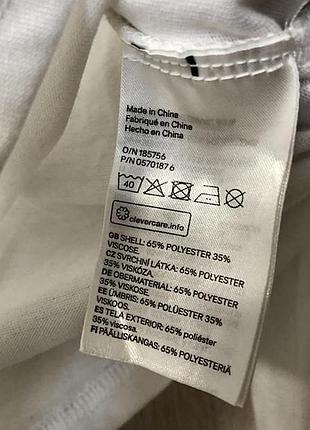 Made in China
Fabriqué en Chine
Hecho en China
O/N 185756
P/N 0570187 6
40
clevercare.info
GB SHELL: 65% POLYESTER 35%
VISCOSE.
CZ SVRCHNÍ LÁTKA: 65% POLYESTER
35% VISKÓZA.
DE OBERMATERIAL: 65% POLYESTER
35% VISKOSE.
EE ÜMBRIS: 65% POLÜESTER 35%
VISKOOS.
ES TELA EXTERIOR: 65% poliéster
35% viscosa.
FI PÄÄLLISKANGAS: 65% POLYESTERIÄ